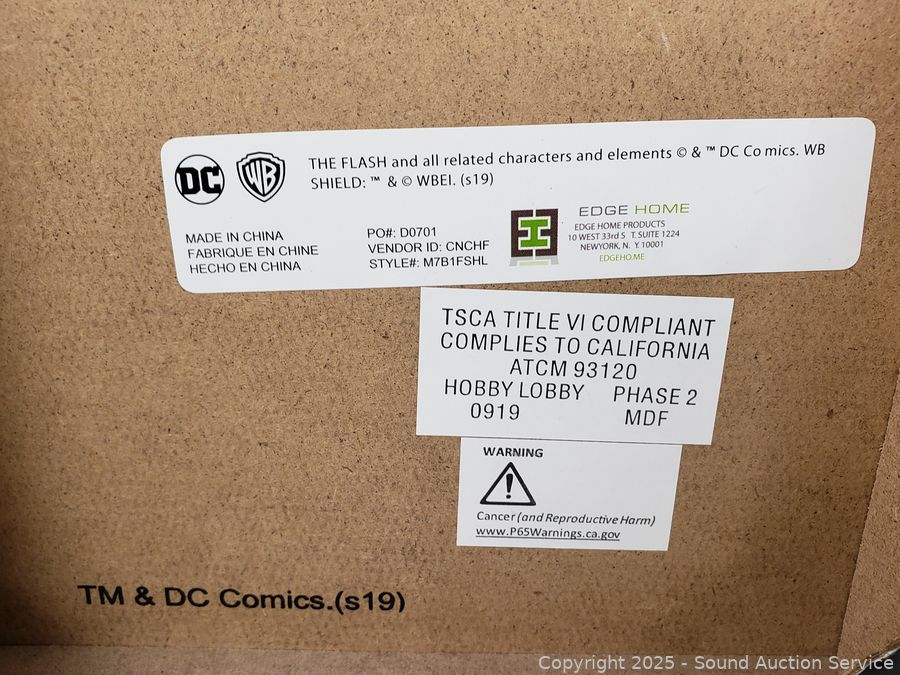 DC
WB
THE FLASH and all related characters and elements © & ™ DC Co mics. WB
SHIELD: ™ & © WBEI. (s19)
MADE IN CHINA
FABRIQUE EN CHINE
HECHO EN CHINA
PO#: D0701
VENDOR ID: CNCHF
STYLE#: M7B1FSHL
EDGE HOME
EDGE HOME PRODUCTS
10 WEST 33rd S T. SUITE 1224
NEWYORK, N. Y. 10001
EDGEHO.ME
TSCA TITLE VI COMPLIANT
COMPLIES TO CALIFORNIA
ATCM 93120
HOBBY LOBBY PHASE 2
0919 MDF
WARNING
Cancer (and Reproductive Harm)
www.P65Warnings.ca.gov
TM & DC Comics.(s19)
Copyright © 2025 - Sound Auction Service